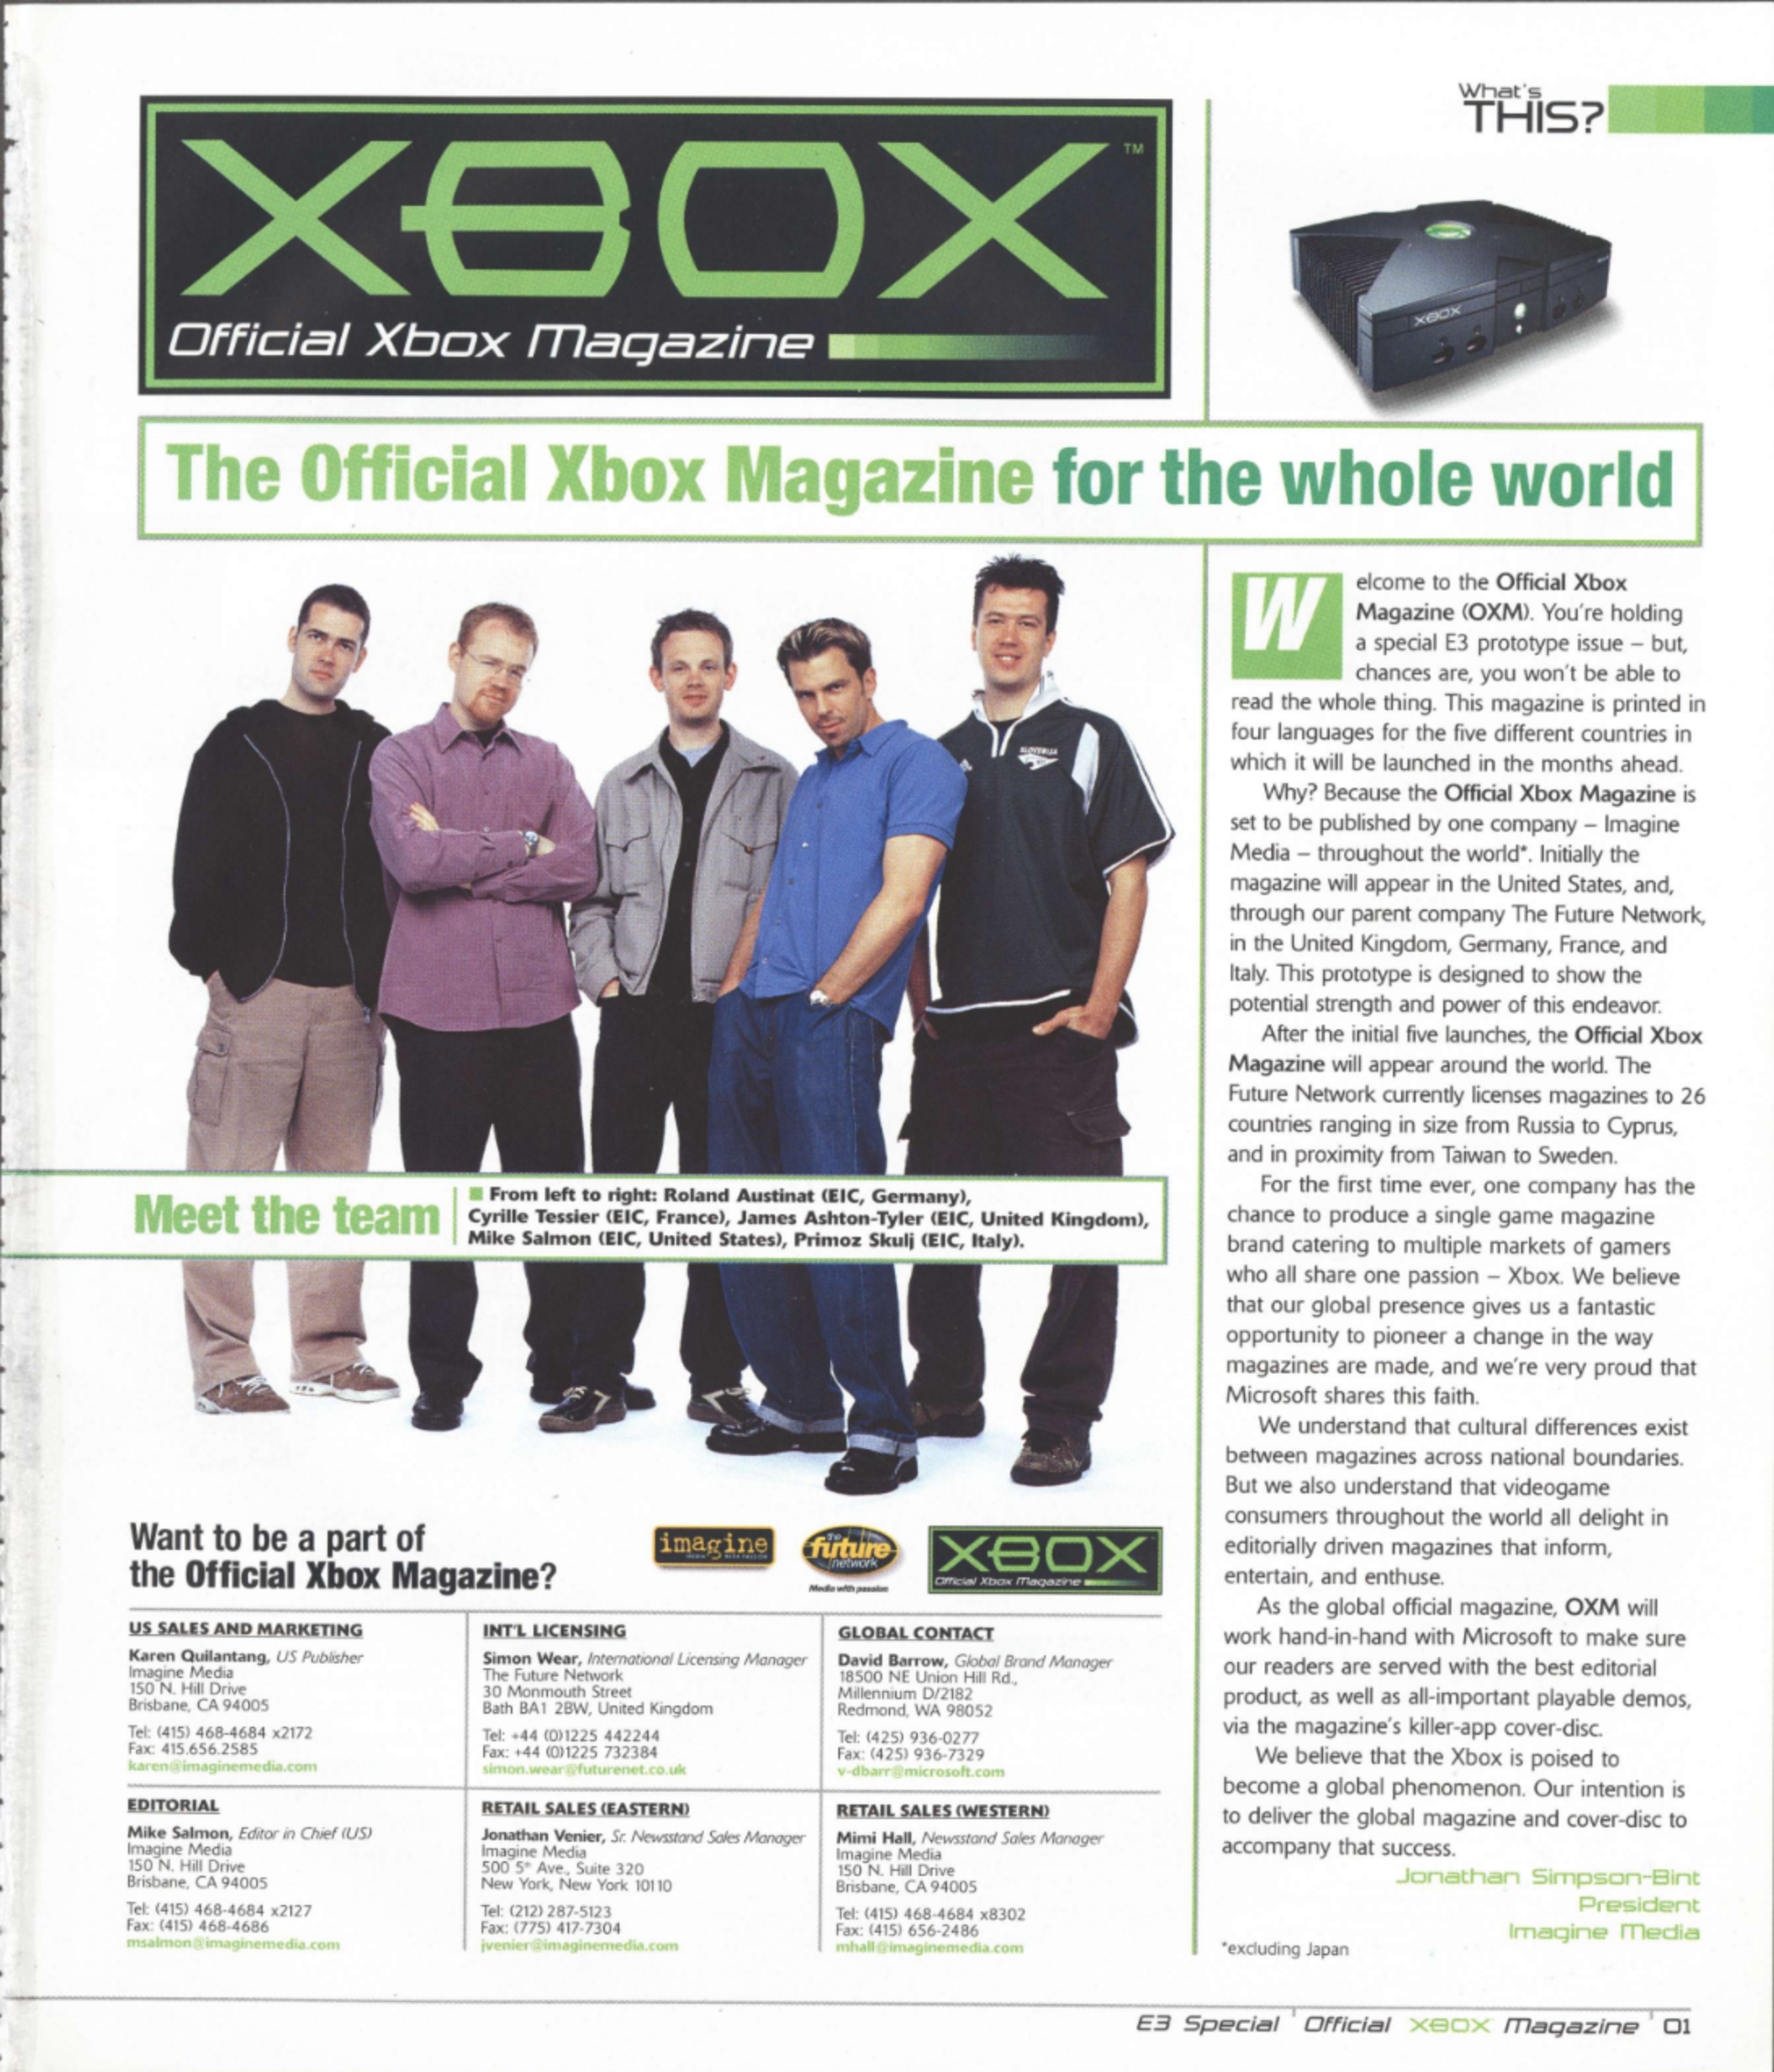 What's
THIS?
XBOX™
Official Xbox Magazine
XBOX
The Official Xbox Magazine for the whole world
SLOVENIJA
Welcome to the Official Xbox
Magazine (OXM). You're holding
a special E3 prototype issue – but,
chances are, you won't be able to
read the whole thing. This magazine is printed in
four languages for the five different countries in
which it will be launched in the months ahead.
Why? Because the Official Xbox Magazine is
set to be published by one company – Imagine
Media – throughout the world*. Initially the
magazine will appear in the United States, and,
through our parent company The Future Network,
in the United Kingdom, Germany, France, and
Italy. This prototype is designed to show the
potential strength and power of this endeavor.
After the initial five launches, the Official Xbox
Magazine will appear around the world. The
Future Network currently licenses magazines to 26
countries ranging in size from Russia to Cyprus,
and in proximity from Taiwan to Sweden.
For the first time ever, one company has the
chance to produce a single game magazine
brand catering to multiple markets of gamers
who all share one passion – Xbox. We believe
that our global presence gives us a fantastic
opportunity to pioneer a change in the way
magazines are made, and we're very proud that
Microsoft shares this faith.
We understand that cultural differences exist
between magazines across national boundaries.
But we also understand that videogame
consumers throughout the world all delight in
editorially driven magazines that inform,
entertain, and enthuse.
As the global official magazine, OXM will
work hand-in-hand with Microsoft to make sure
our readers are served with the best editorial
product, as well as all-important playable demos,
via the magazine's killer-app cover-disc.
We believe that the Xbox is poised to
become a global phenomenon. Our intention is
to deliver the global magazine and cover-disc to
accompany that success.
Jonathan Simpson-Bint
President
Imagine Media
*excluding Japan
Meet the team
From left to right: Roland Austinat (EIC, Germany),
Cyrille Tessier (EIC, France), James Ashton-Tyler (EIC, United Kingdom),
Mike Salmon (EIC, United States), Primoz Skulj (EIC, Italy).
Want to be a part of
the Official Xbox Magazine?
imagine
MEDIA WITH PASSION
The
future
network
Media with passion
XBOX
Official Xbox Magazine
US SALES AND MARKETING
Karen Quilantang, US Publisher
Imagine Media
150 N. Hill Drive
Brisbane, CA 94005
Tel: (415) 468-4684 x2172
Fax: 415.656.2585
karen@imaginemedia.com
INT'L LICENSING
Simon Wear, International Licensing Manager
The Future Network
30 Monmouth Street
Bath BA1 2BW, United Kingdom
Tel: +44 (0)1225 442244
Fax: +44 (0)1225 732384
simon.wear@futurenet.co.uk
GLOBAL CONTACT
David Barrow, Global Brand Manager
18500 NE Union Hill Rd.,
Millennium D/2182
Redmond, WA 98052
Tel: (425) 936-0277
Fax: (425) 936-7329
v-dbarr@microsoft.com
EDITORIAL
Mike Salmon, Editor in Chief (US)
Imagine Media
150 N. Hill Drive
Brisbane, CA 94005
Tel: (415) 468-4684 x2127
Fax: (415) 468-4686
msalmon@imaginemedia.com
RETAIL SALES (EASTERN)
Jonathan Venier, Sr. Newsstand Sales Manager
Imagine Media
500 5th Ave., Suite 320
New York, New York 10110
Tel: (212) 287-5123
Fax: (775) 417-7304
jvenier@imaginemedia.com
RETAIL SALES (WESTERN)
Mimi Hall, Newsstand Sales Manager
Imagine Media
150 N. Hill Drive
Brisbane, CA 94005
Tel: (415) 468-4684 x8302
Fax: (415) 656-2486
mhall@imaginemedia.com
E3 Special Official XBOX Magazine 01